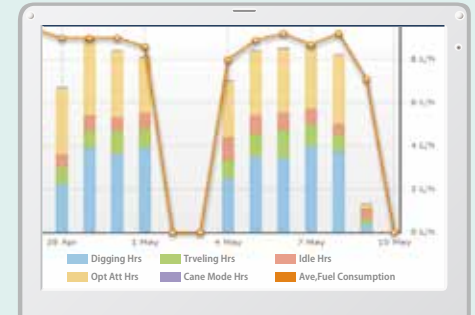 8 L/h
6 L/h
4 L/h
2 L/h
0 L/h
28 Apr 1 May 4 May 7 May 10 May
Digging Hrs Trveling Hrs Idle Hrs
Opt Att Hrs Cane Mode Hrs Ave,Fuel Consumption